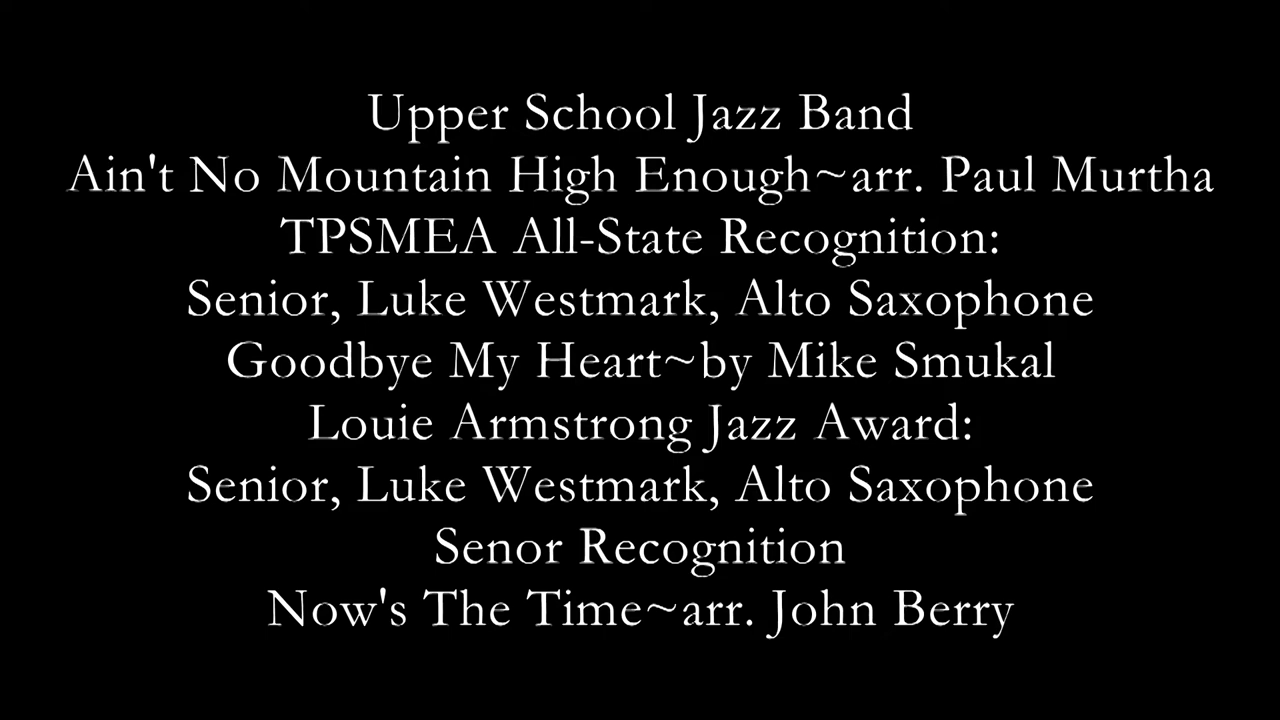 Upper School Jazz Band
Ain't No Mountain High Enough~arr. Paul Murtha
TPSMEA All-State Recognition:
Senior, Luke Westmark, Alto Saxophone
Goodbye My Heart~by Mike Smukal
Louie Armstrong Jazz Award:
Senior, Luke Westmark, Alto Saxophone
Senor Recognition
Now's The Time~arr. John Berry